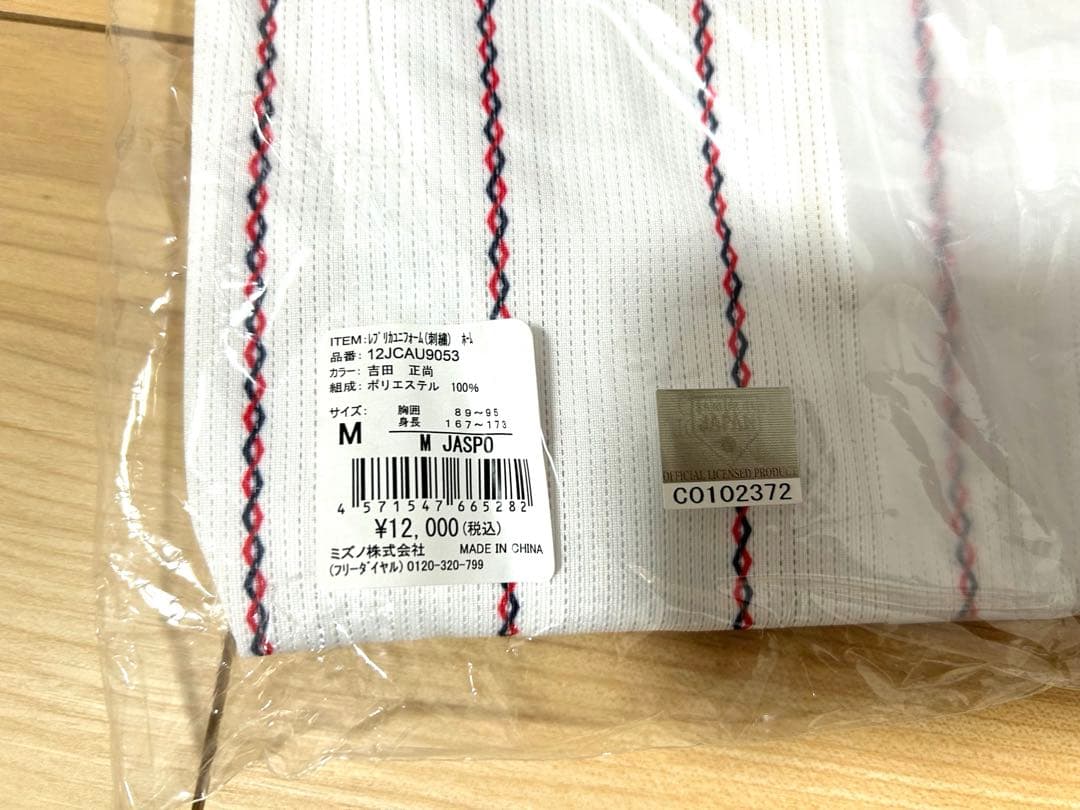 ITEM:ﾚﾌﾟﾘｶﾕﾆﾌｫｰﾑ(刺繍) ﾎｰﾑ
品番:12JCAU9053
カラー:吉田 正尚
組成:ポリエステル 100%
サイズ: 胸囲 89~95
身長 167~173
M
M JASPO
4 571547 665282
¥12,000(税込)
ミズノ株式会社 MADE IN CHINA
(フリーダイヤル)0120-320-799
JAPAN
OFFICIAL LICENSED PRODUCT
C0102372